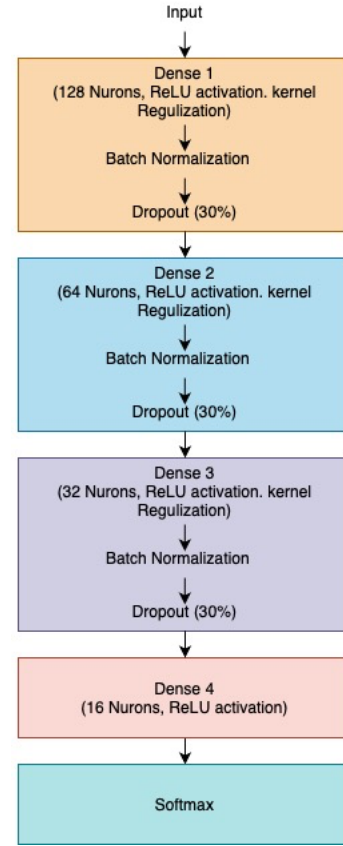 Input
Dense 1
(128 Nurons, ReLU activation. kernel
Regulization)
Batch Normalization
Dropout (30%)
Dense 2
(64 Nurons, ReLU activation. kernel
Regulization)
Batch Normalization
Dropout (30%)
Dense 3
(32 Nurons, ReLU activation. kernel
Regulization)
Batch Normalization
Dropout (30%)
Dense 4
(16 Nurons, ReLU activation)
Softmax